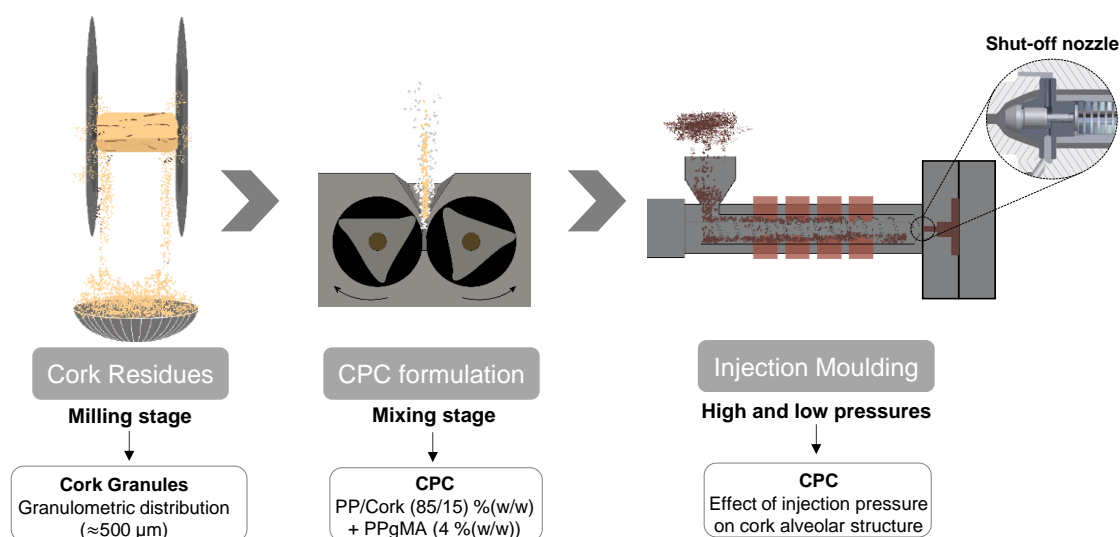 Shut-off nozzle
Cork Residues
Milling stage
Cork Granules
Granulometric distribution
(≈500 µm)
CPC formulation
Mixing stage
CPC
PP/Cork (85/15) %(w/w)
+ PPgMA (4 %(w/w))
Injection Moulding
High and low pressures
CPC
Effect of injection pressure
on cork alveolar structure